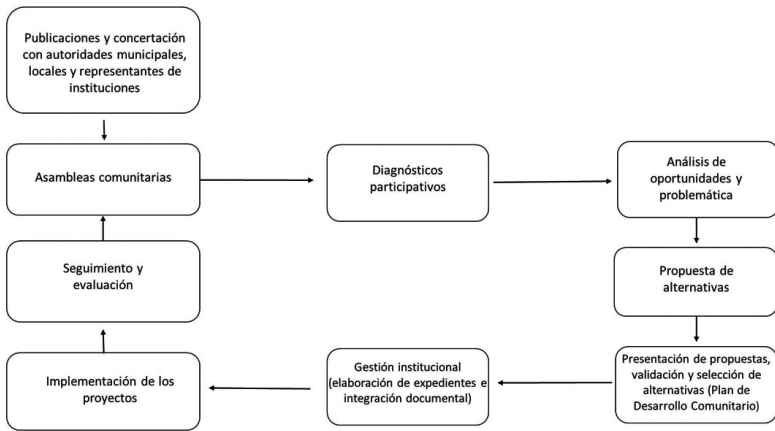 Publicaciones y concertación
con autoridades municipales,
locales y representantes de
instituciones
Asambleas comunitarias
Diagnósticos
participativos
Análisis de
oportunidades y
problemática
Propuesta de
alternativas
Presentación de propuestas,
validación y selección de
alternativas (Plan de
Desarrollo Comunitario)
Gestión institucional
(elaboración de expedientes e
integración documental)
Implementación de los
proyectos
Seguimiento y
evaluación